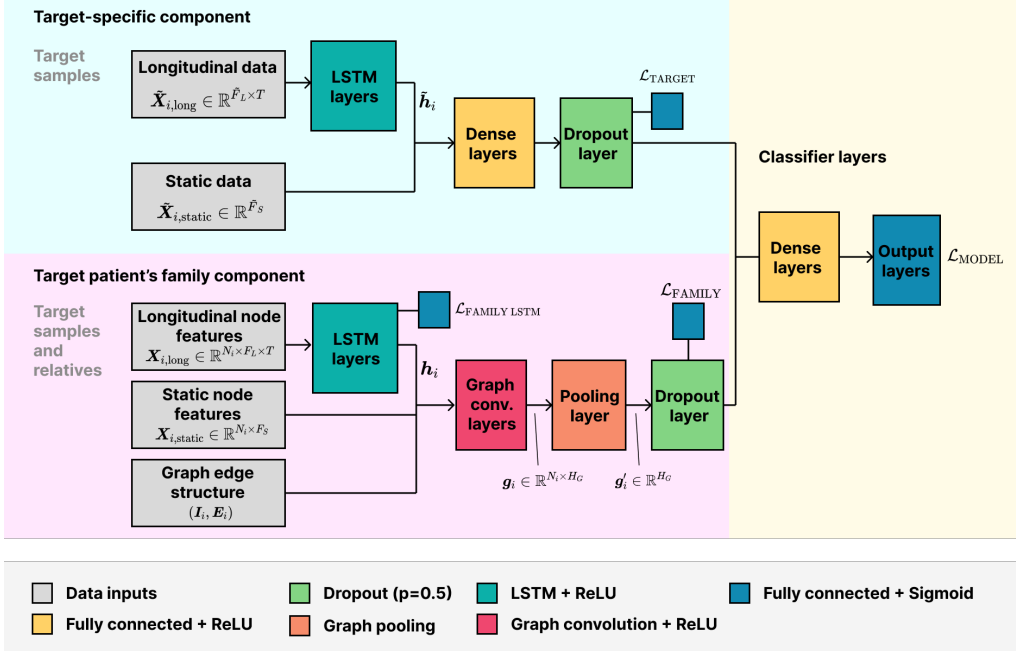 Target-specific component
Target
samples
Longitudinal data
X̃_{i,long} ∈ ℝ^{F̃_L×T}
LSTM
layers
h̃_i
Static data
X̃_{i,static} ∈ ℝ^{F̃_S}
Dense
layers
Dropout
layer
ℒ_TARGET
Classifier layers
Dense
layers
Output
layers
ℒ_MODEL
Target patient's family component
Target
samples
and
relatives
Longitudinal node
features
X_{i,long} ∈ ℝ^{N_i×F_L×T}
LSTM
layers
ℒ_FAMILY LSTM
h_i
Static node
features
X_{i,static} ∈ ℝ^{N_i×F_S}
Graph edge
structure
(I_i, E_i)
Graph
conv.
layers
Pooling
layer
Dropout
layer
ℒ_FAMILY
g_i ∈ ℝ^{N_i×H_G}
g′_i ∈ ℝ^{H_G}
Data inputs
Dropout (p=0.5)
LSTM + ReLU
Fully connected + Sigmoid
Fully connected + ReLU
Graph pooling
Graph convolution + ReLU